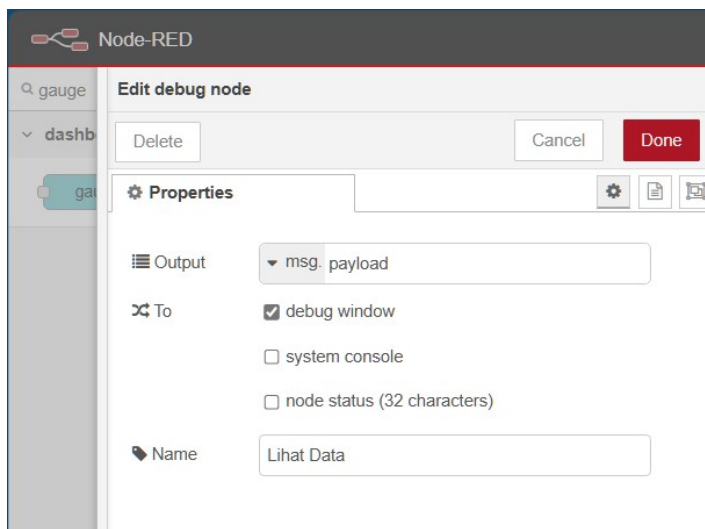 Node-RED
gauge
Edit debug node
dashb
Delete
Cancel
Done
gau
Properties
Output
msg. payload
To
debug window
system console
node status (32 characters)
Name
Lihat Data